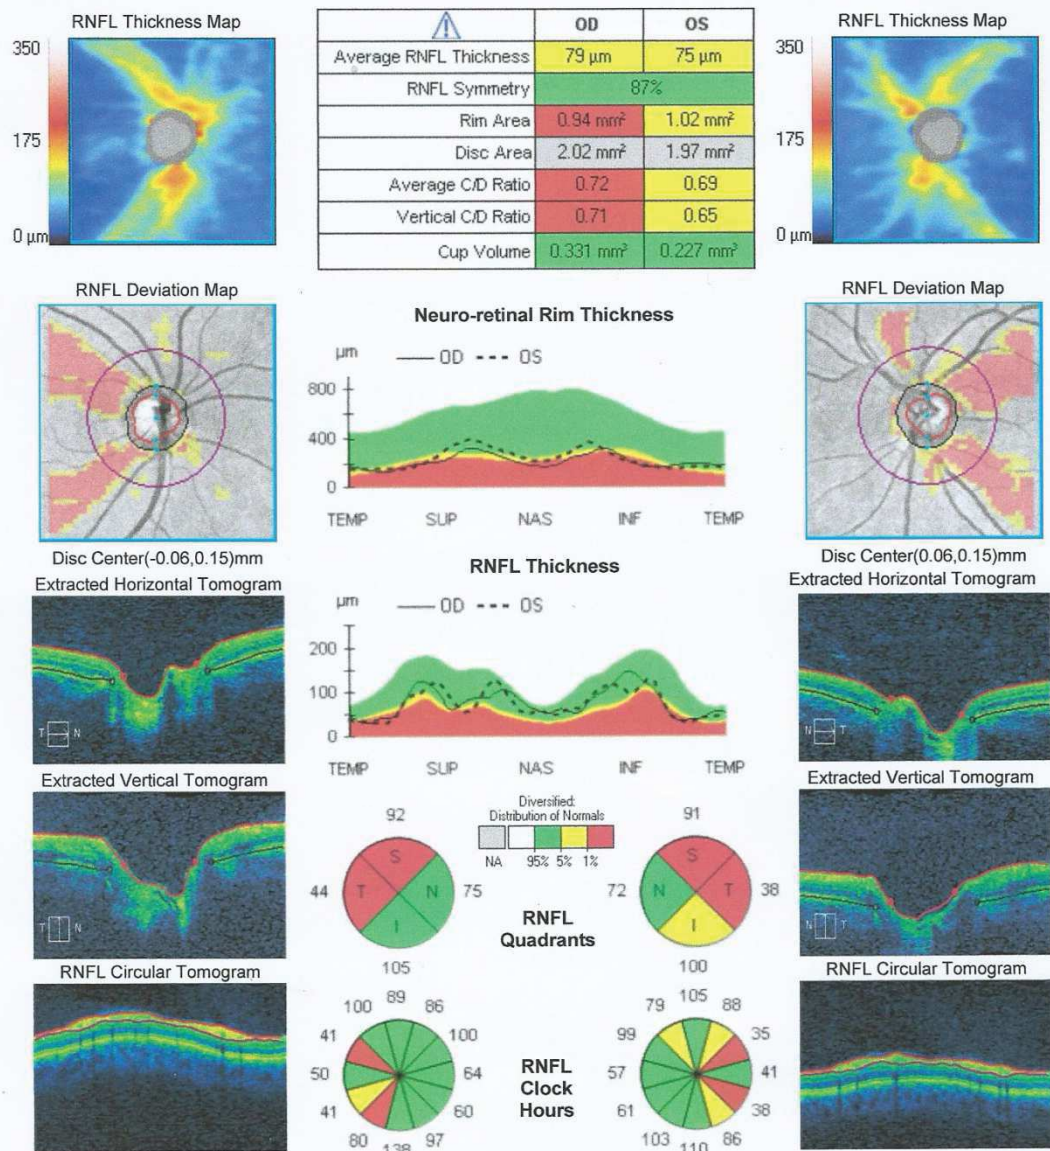 RNFL Thickness Map
350
175
0 µm
OD OS
Average RNFL Thickness 79 µm 75 µm
RNFL Symmetry 87%
Rim Area 0.94 mm² 1.02 mm²
Disc Area 2.02 mm² 1.97 mm²
Average C/D Ratio 0.72 0.69
Vertical C/D Ratio 0.71 0.65
Cup Volume 0.331 mm³ 0.227 mm³
RNFL Thickness Map
350
175
0 µm
RNFL Deviation Map
Disc Center(-0.06,0.15)mm
Neuro-retinal Rim Thickness
µm
OD OS
800
400
0
TEMP SUP NAS INF TEMP
RNFL Deviation Map
Disc Center(0.06,0.15)mm
Extracted Horizontal Tomogram
T N
RNFL Thickness
µm
OD OS
200
100
0
TEMP SUP NAS INF TEMP
Extracted Horizontal Tomogram
N T
Extracted Vertical Tomogram
T N
Diversified:
Distribution of Normals
NA 95% 5% 1%
92
S
44 T N 75
I
105
RNFL
Quadrants
91
S
72 N T 38
I
100
Extracted Vertical Tomogram
N T
RNFL Circular Tomogram
89
100 86
41 100
50 64
41 60
80 97
138
RNFL
Clock
Hours
105
79 88
99 35
57 41
61 38
103 86
110
RNFL Circular Tomogram